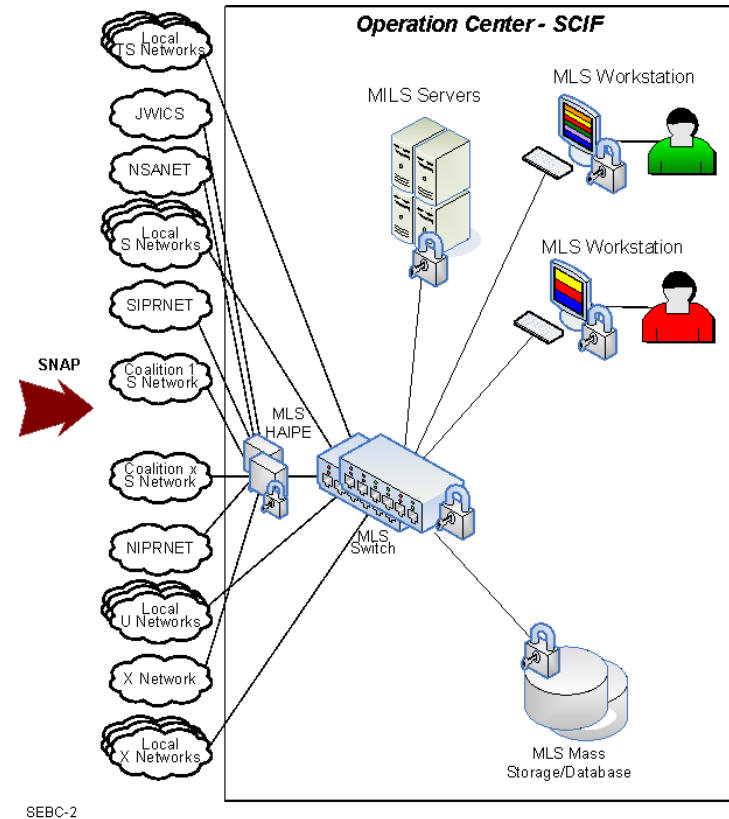 Operation Center - SCIF
Local
TS Networks
JWICS
NSANET
Local
S Networks
SIPRNET
SNAP
Coalition 1
S Network
Coalition x
S Network
NIPRNET
Local
U Networks
X Network
Local
X Networks
MLS
HAIPE
MLS
Switch
MILS Servers
MLS Workstation
MLS Workstation
MLS Mass
Storage/Database
SEBC-2